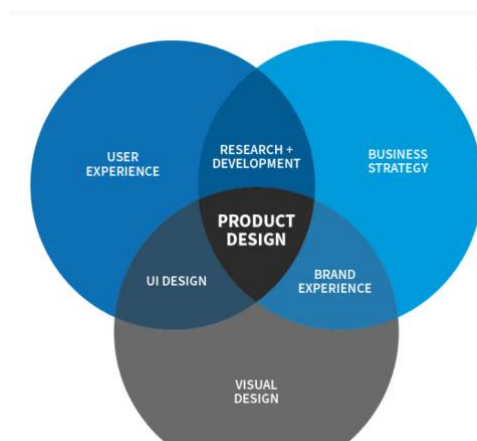 USER
EXPERIENCE
RESEARCH +
DEVELOPMENT
BUSINESS
STRATEGY
PRODUCT
DESIGN
UI DESIGN
BRAND
EXPERIENCE
VISUAL
DESIGN